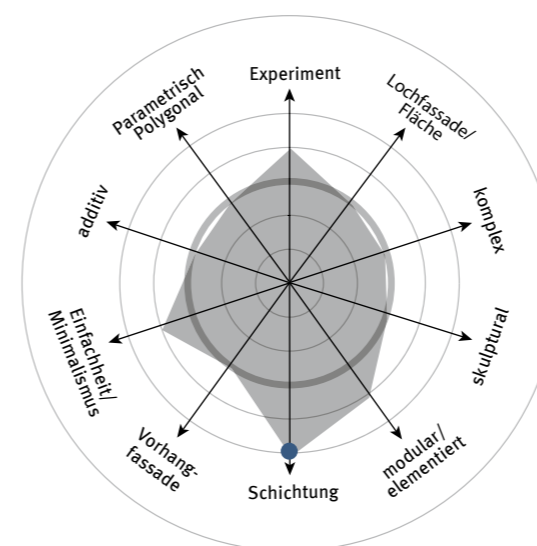 Experiment
Lochfassade/
Fläche
komplex
skulptural
modular/
elementiert
Schichtung
Vorhang-
fassade
Einfachheit/
Minimalismus
additiv
Parametrisch
Polygonal